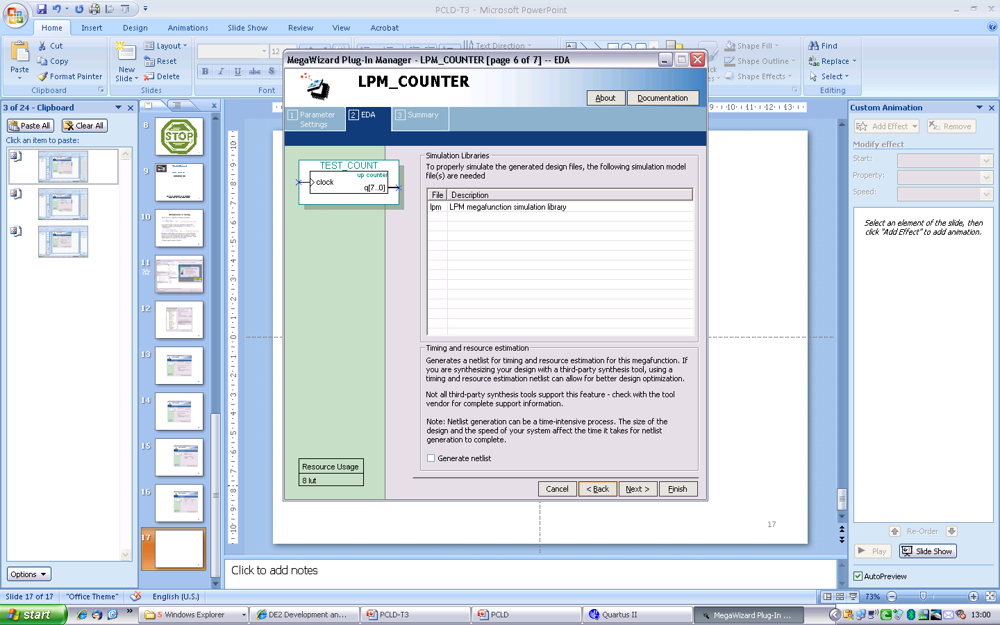 PCLD-T3 - Microsoft PowerPoint
Home
Insert
Design
Animations
Slide Show
Review
View
Acrobat
Paste
Cut
Copy
Format Painter
Clipboard
New
Slide
Layout
Reset
Delete
Slides
12
B
I
U
abc
S
Font
Text Direction
Shape Fill
Shape Outline
Shape Effects
Find
Replace
Select
Editing
3 of 24 - Clipboard
Paste All
Clear All
Click an item to paste:
Options
8
STOP
9
10
11
12
13
14
15
16
17
MegaWizard Plug-In Manager - LPM_COUNTER [page 6 of 7] -- EDA
LPM_COUNTER
About
Documentation
1 Parameter
Settings
2 EDA
3 Summary
TEST_COUNT
up counter
clock
q[7..0]
Resource Usage
8 lut
Simulation Libraries
To properly simulate the generated design files, the following simulation model
file(s) are needed
File
Description
lpm
LPM megafunction simulation library
Timing and resource estimation
Generates a netlist for timing and resource estimation for this megafunction. If
you are synthesizing your design with a third-party synthesis tool, using a
timing and resource estimation netlist can allow for better design optimization.
Not all third-party synthesis tools support this feature - check with the tool
vendor for complete support information.
Note: Netlist generation can be a time-intensive process. The size of the
design and the speed of your system affect the time it takes for netlist
generation to complete.
Generate netlist
Cancel
< Back
Next >
Finish
17
Click to add notes
Custom Animation
Add Effect
Remove
Modify effect
Start:
Property:
Speed:
Select an element of the slide, then
click "Add Effect" to add animation.
Re-Order
Play
Slide Show
AutoPreview
Slide 17 of 17
"Office Theme"
English (U.S.)
73%
start
5 Windows Explorer
DE2 Development an...
PCLD-T3
PCLD
Quartus II
MegaWizard Plug-In ...
13:00